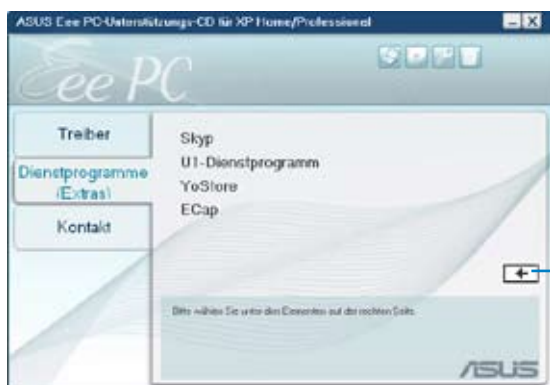 ASUS Eee PC-Unterstützungs-CD für XP Home/Professional
Eee PC
Treiber
Dienstprogramme
(Extras)
Kontakt
Skyp
U1-Dienstprogramm
YoStore
ECap
Bitte wählen Sie unter den Elementen auf der rechten Seite.
ASUS